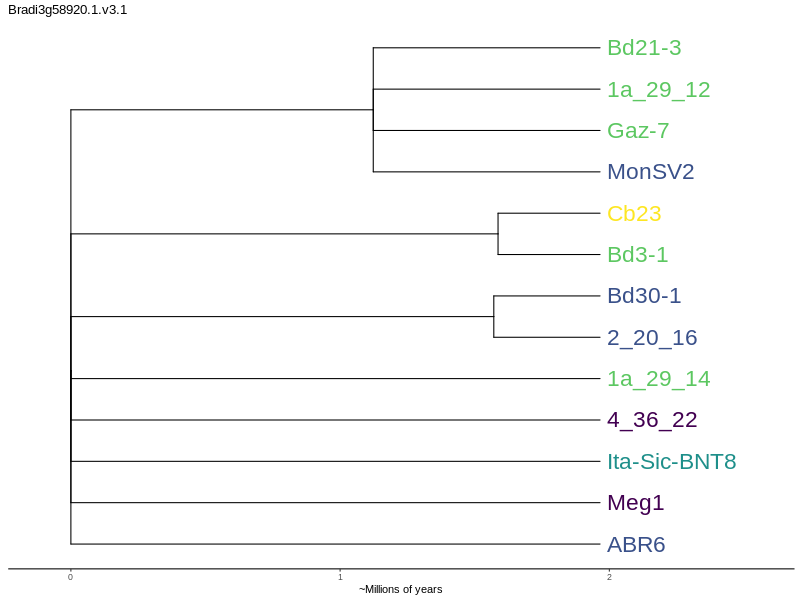 Bradi3g58920.1.v3.1
Bd21-3
1a_29_12
Gaz-7
MonSV2
Cb23
Bd3-1
Bd30-1
2_20_16
1a_29_14
4_36_22
Ita-Sic-BNT8
Meg1
ABR6
0 1 2
~Millions of years